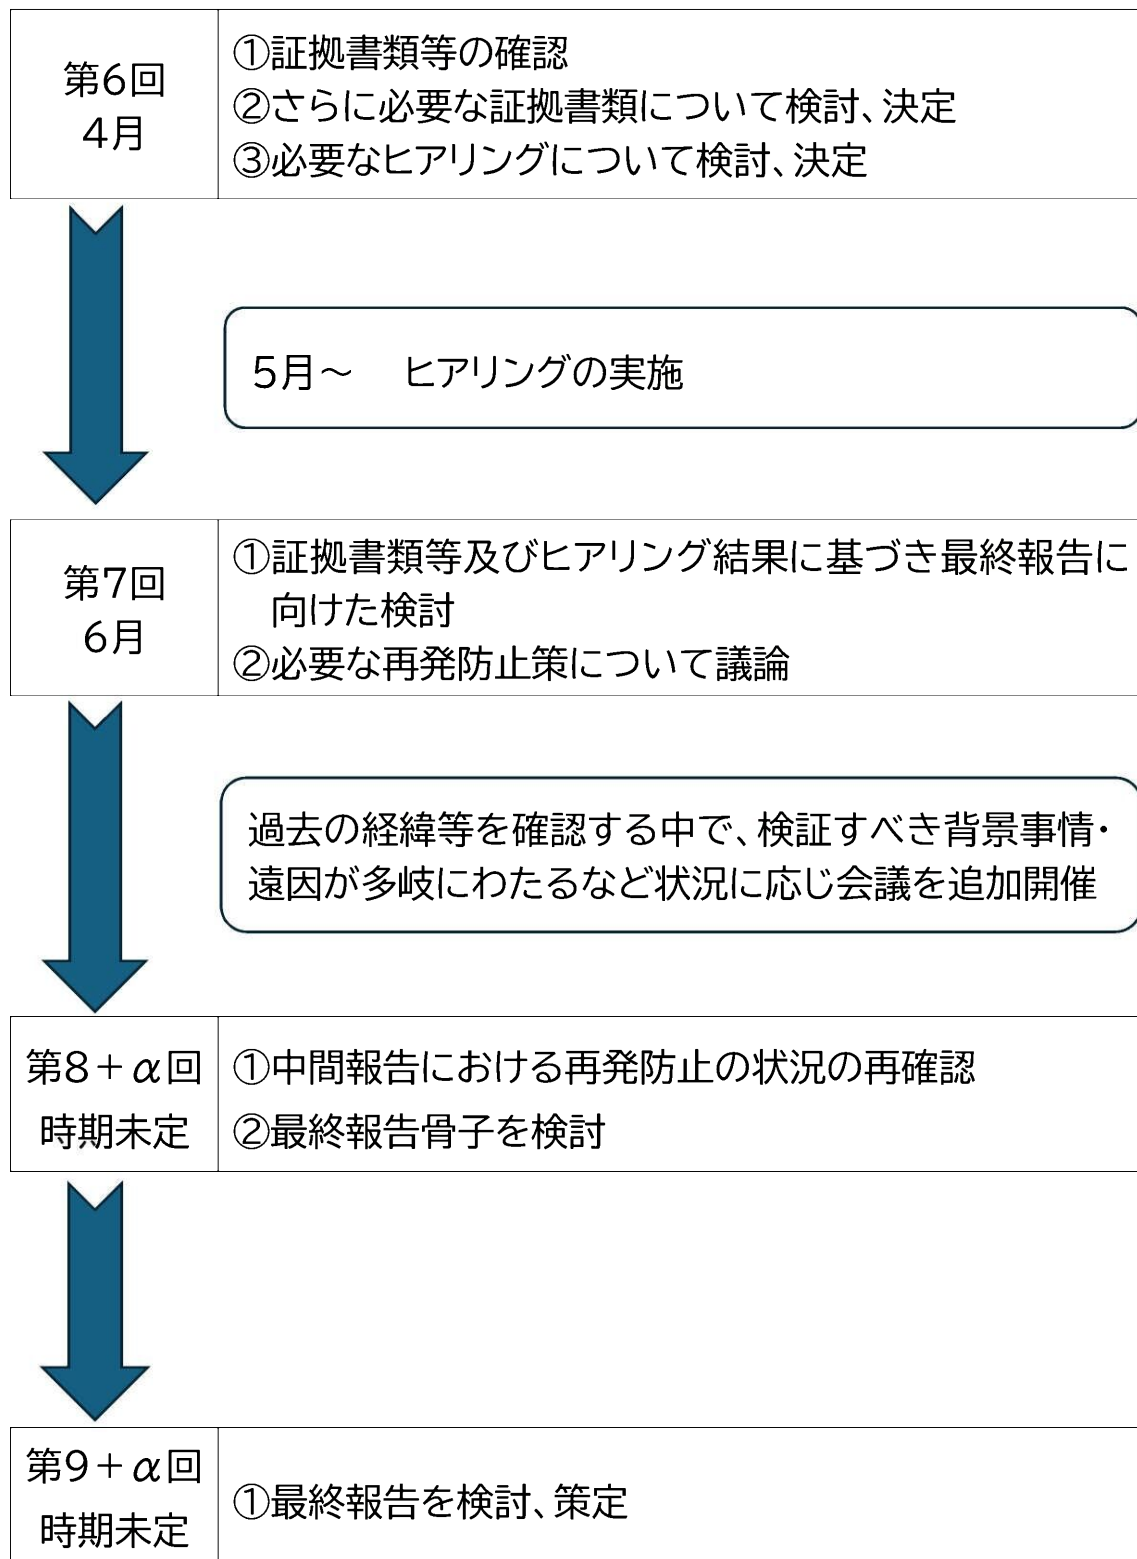 第6回
4月
①証拠書類等の確認
②さらに必要な証拠書類について検討、決定
③必要なヒアリングについて検討、決定
5月～　ヒアリングの実施
第7回
6月
①証拠書類等及びヒアリング結果に基づき最終報告に
向けた検討
②必要な再発防止策について議論
過去の経緯等を確認する中で、検証すべき背景事情・
遠因が多岐にわたるなど状況に応じ会議を追加開催
第8＋α回
時期未定
①中間報告における再発防止の状況の再確認
②最終報告骨子を検討
第9＋α回
時期未定
①最終報告を検討、策定